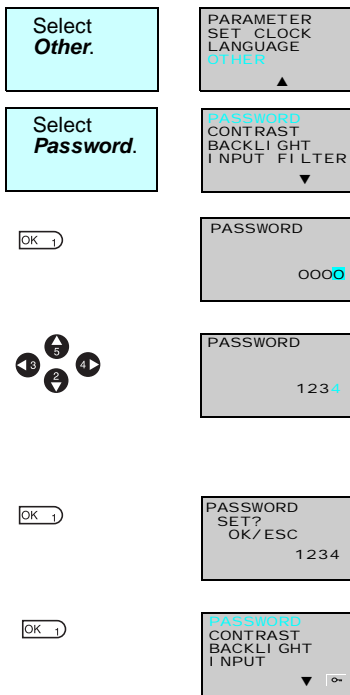 Select
Other.
PARAMETER
SET CLOCK
LANGUAGE
OTHER
▲
Select
Password.
PASSWORD
CONTRAST
BACKLIGHT
INPUT FILTER
▼
OK 1
PASSWORD
0000
5
3 4
2
PASSWORD
1234
OK 1
PASSWORD
SET?
OK/ESC
1234
OK 1
PASSWORD
CONTRAST
BACKLIGHT
INPUT
▼